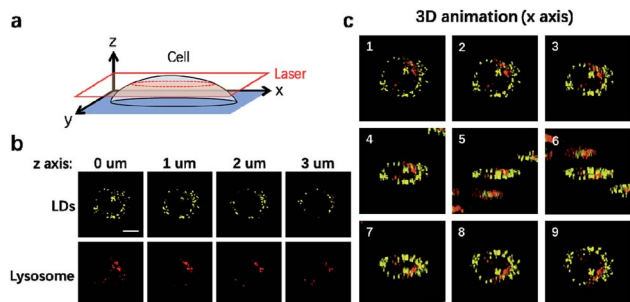 a
z
Cell
Laser
x
y
b
z axis: 0 um 1 um 2 um 3 um
LDs
Lysosome
c
3D animation (x axis)
1 2 3
4 5 6
7 8 9